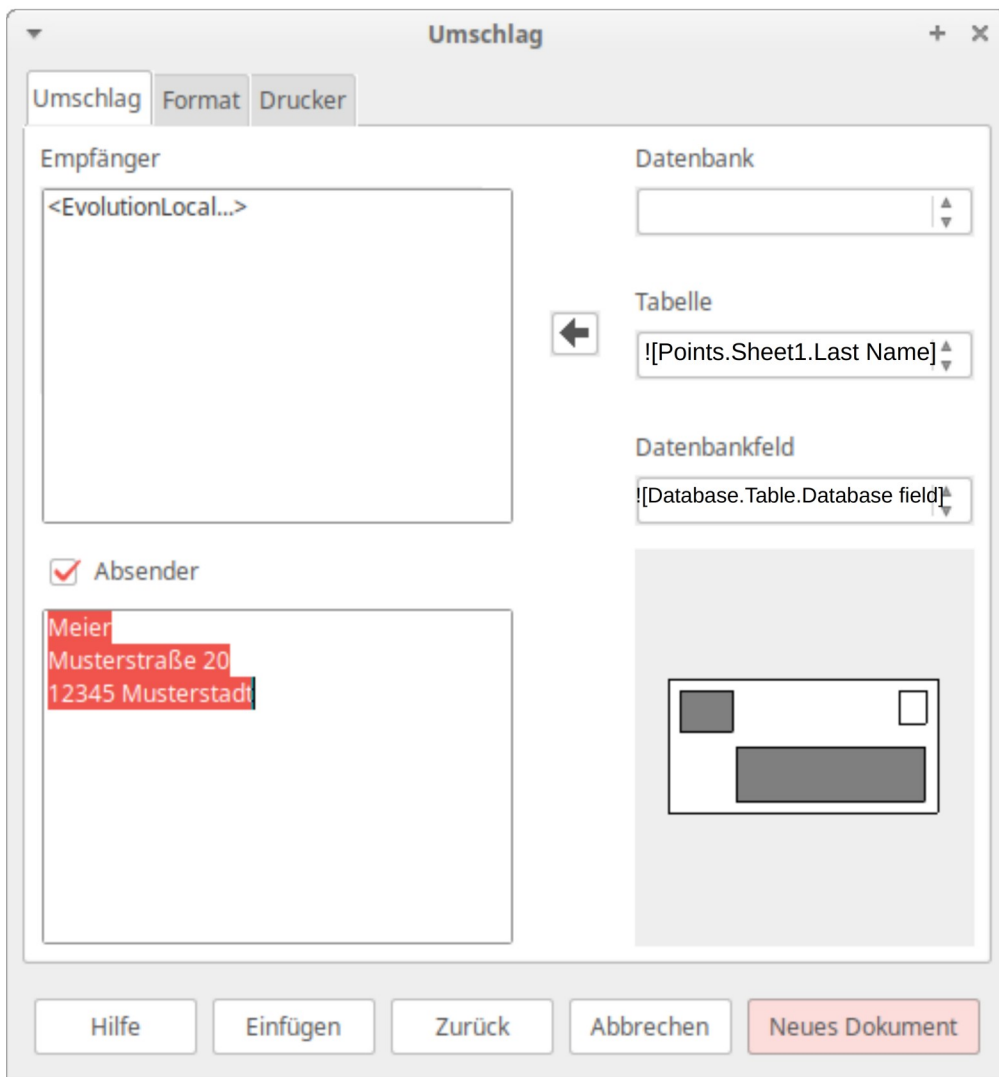 Umschlag
Umschlag Format Drucker
Empfänger
<EvolutionLocal...>
Datenbank
Tabelle
![Points.Sheet1.Last Name]
Datenbankfeld
![Database.Table.Database field]
Absender
Meier
Musterstraße 20
12345 Musterstadt
Hilfe Einfügen Zurück Abbrechen Neues Dokument